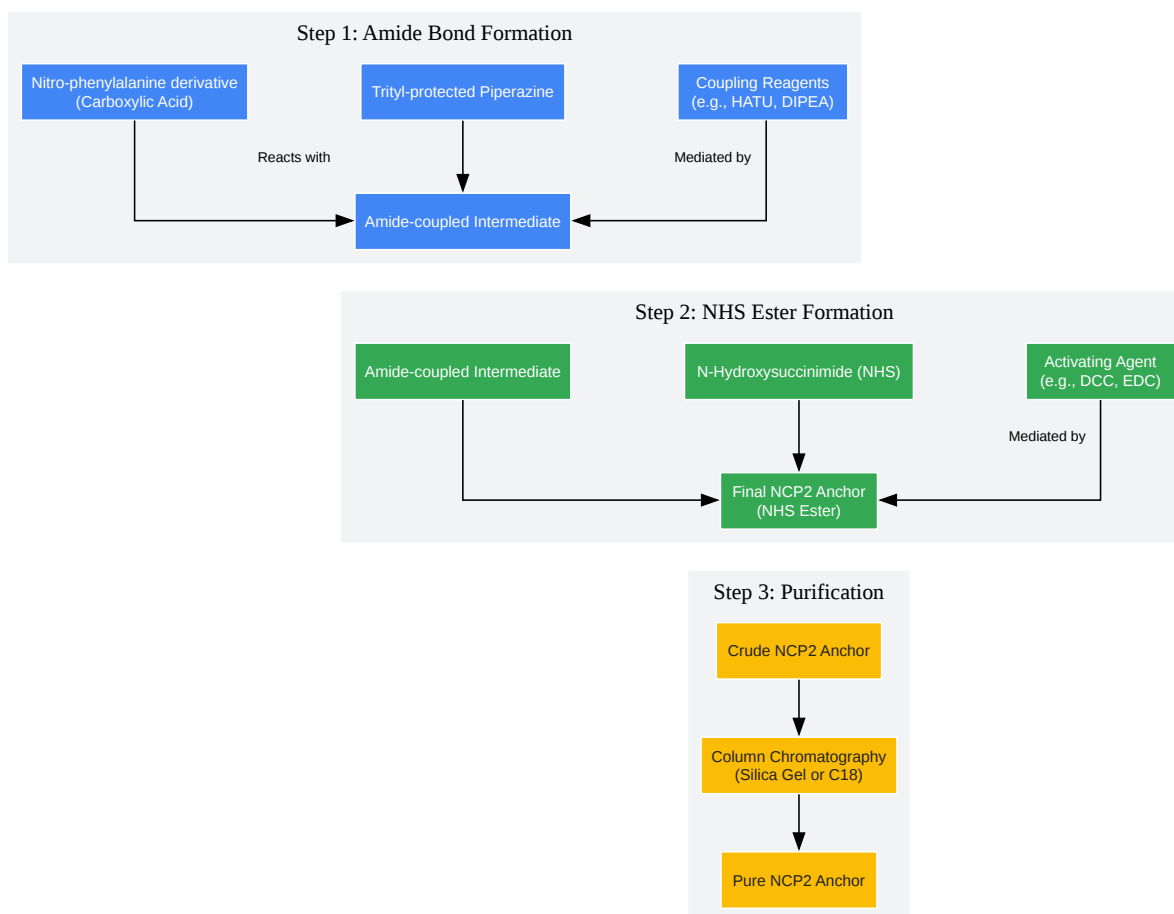 Step 1: Amide Bond Formation
Nitro-phenylalanine derivative
(Carboxylic Acid)
Trityl-protected Piperazine
Coupling Reagents
(e.g., HATU, DIPEA)
Reacts with
Mediated by
Amide-coupled Intermediate
Step 2: NHS Ester Formation
Amide-coupled Intermediate
N-Hydroxysuccinimide (NHS)
Activating Agent
(e.g., DCC, EDC)
Mediated by
Final NCP2 Anchor
(NHS Ester)
Step 3: Purification
Crude NCP2 Anchor
Column Chromatography
(Silica Gel or C18)
Pure NCP2 Anchor